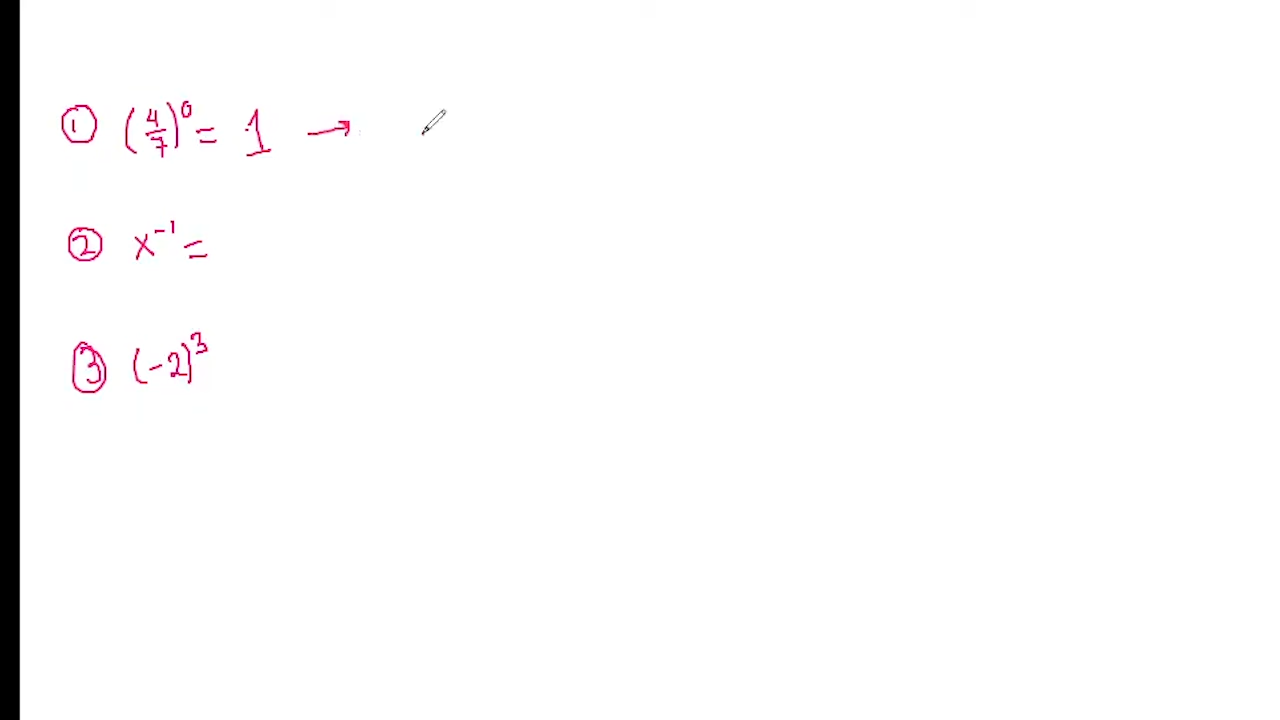 ① (4/7)⁰ = 1 →
② x⁻¹ =
③ (-2)³